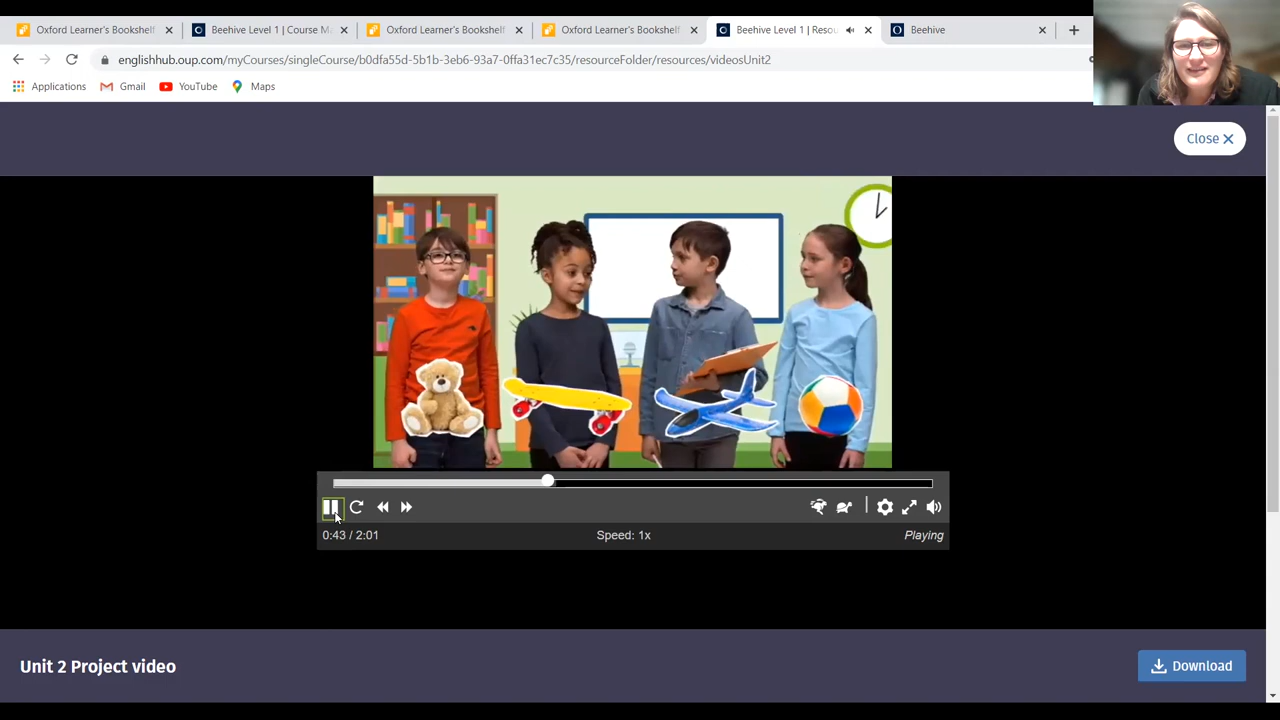 Oxford Learner's Bookshelf
Beehive Level 1 | Course Ma
Oxford Learner's Bookshelf
Oxford Learner's Bookshelf
Beehive Level 1 | Resou
Beehive
englishhub.oup.com/myCourses/singleCourse/b0dfa55d-5b1b-3eb6-93a7-0ffa31ec7c35/resourceFolder/resources/videosUnit2
Applications
Gmail
YouTube
Maps
Close
0:43 / 2:01
Speed: 1x
Playing
Unit 2 Project video
Download